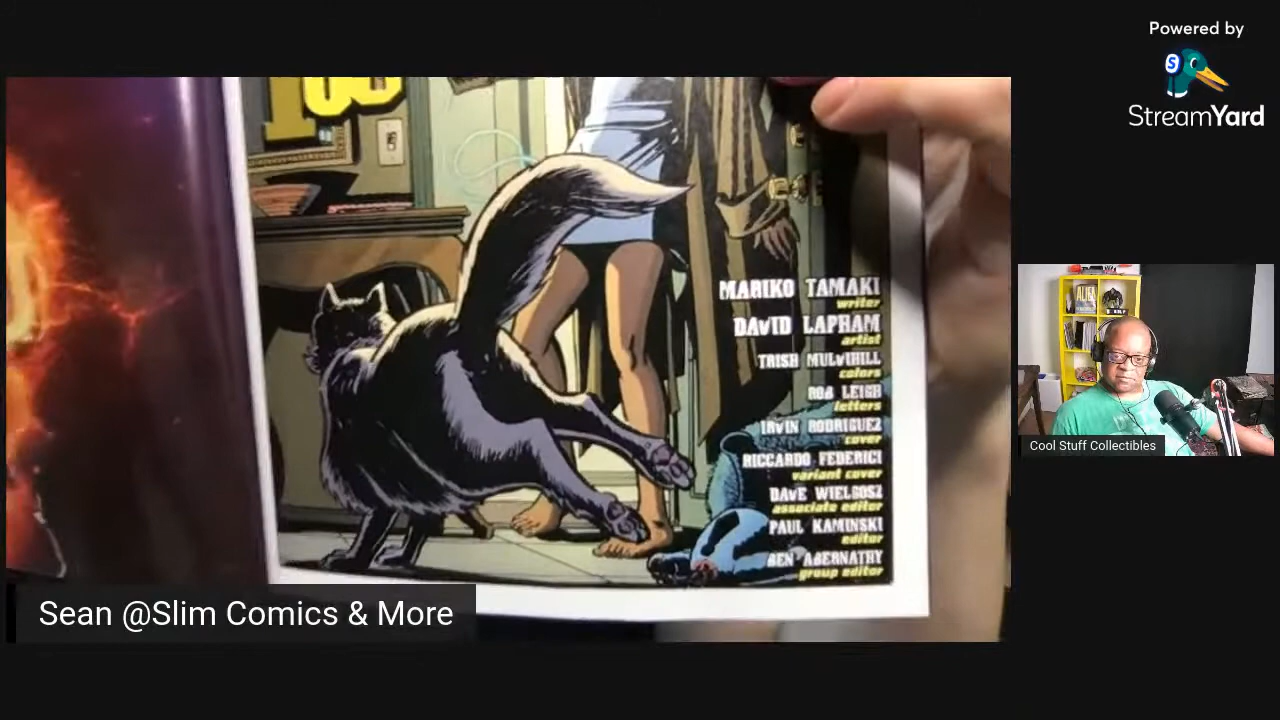 Powered by
StreamYard
MARIKO TAMAKI
writer
DAVID LAPHAM
artist
TRISH MULVIHILL
colors
ROB LEIGH
letters
IRVIN RODRIGUEZ
cover
RICCARDO FEDERICI
variant cover
DAVE WIELGOSZ
associate editor
PAUL KAMINSKI
editor
BEN ABERNATHY
group editor
Cool Stuff Collectibles
Sean @Slim Comics & More